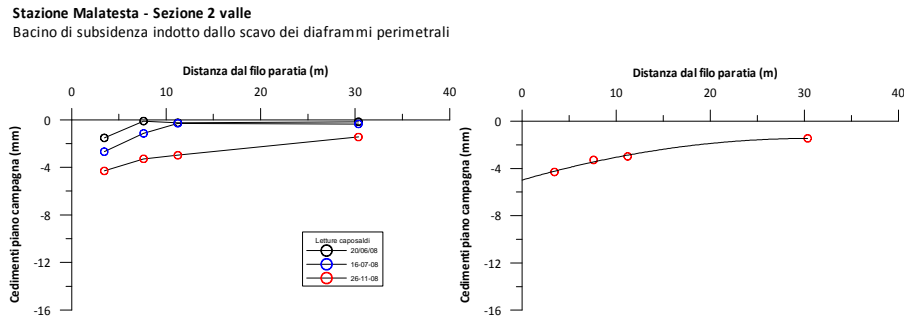 Stazione Malatesta - Sezione 2 valle
Bacino di subsidenza indotto dallo scavo dei diaframmi perimetrali
Distanza dal filo paratia (m)
0 10 20 30 40
Cedimenti piano campagna (mm)
0
-4
-8
-12
-16
Letture caposaldi
20/06/08
16-07-08
26-11-08
Distanza dal filo paratia (m)
0 10 20 30 40
Cedimenti piano campagna (mm)
0
-4
-8
-12
-16